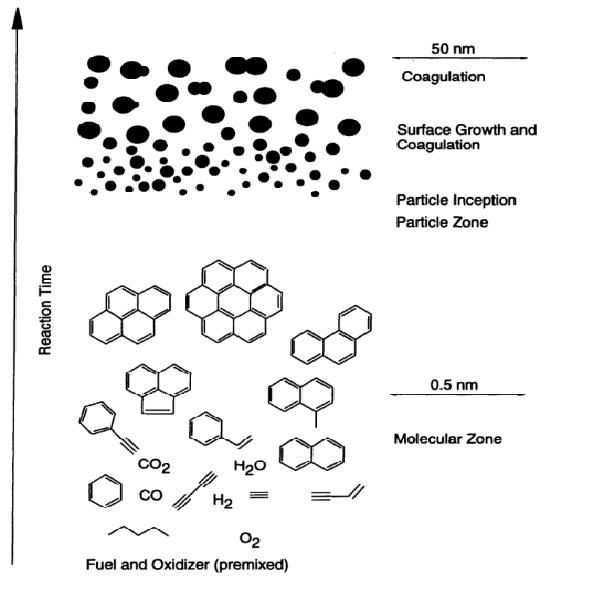 50 nm
Coagulation
Surface Growth and
Coagulation
Particle Inception
Particle Zone
Reaction Time
0.5 nm
Molecular Zone
CO2
H2O
CO
H2
O2
Fuel and Oxidizer (premixed)